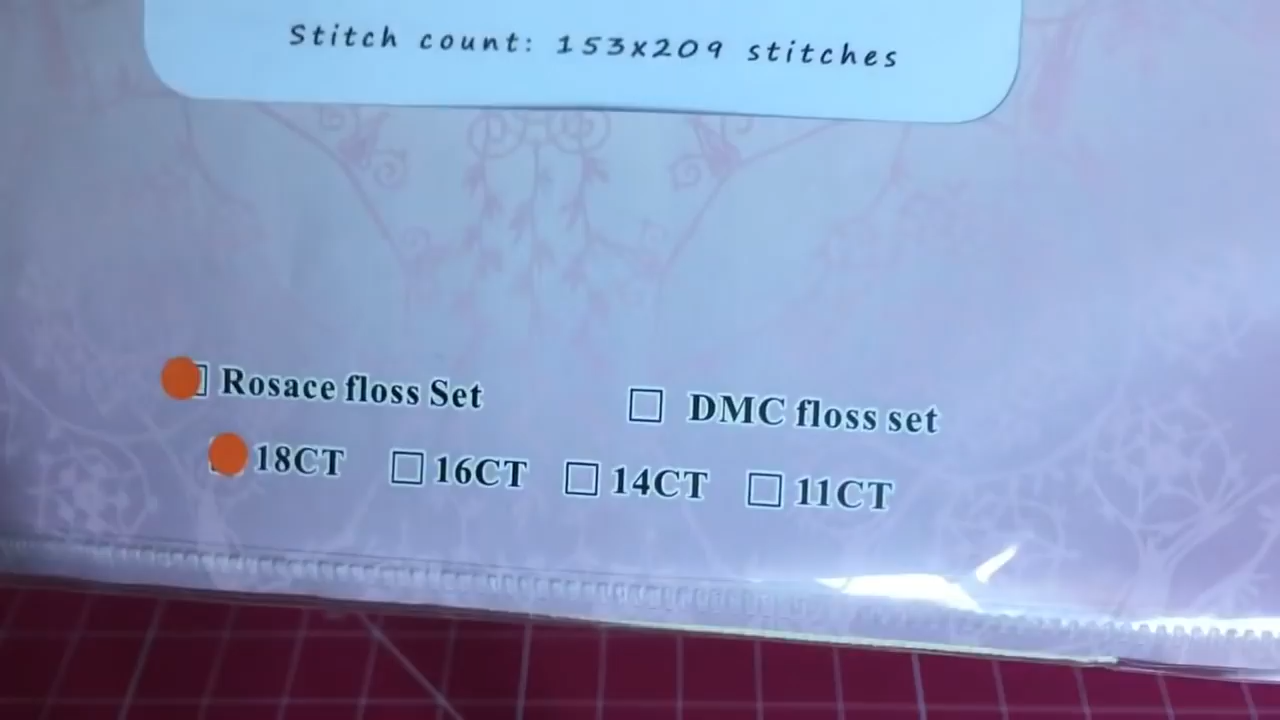 Stitch count: 153x209 stitches
Rosace floss Set DMC floss set
18CT 16CT 14CT 11CT